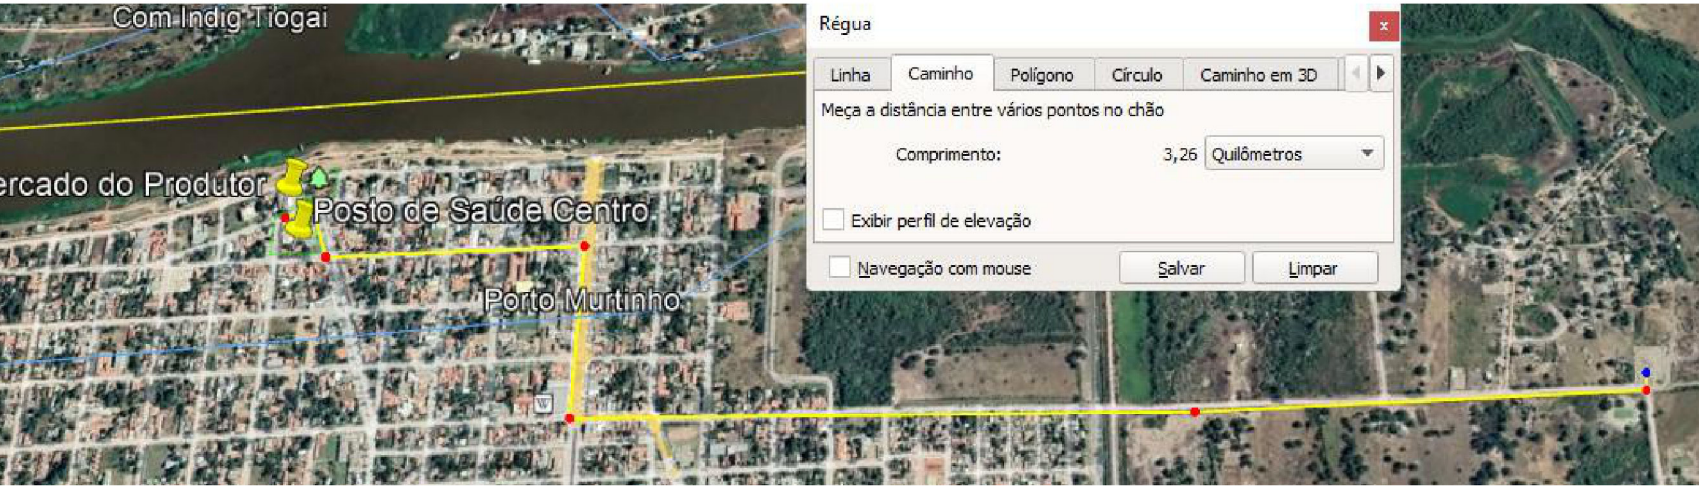 Com Indig Tiogai
Régua
x
Linha
Caminho
Polígono
Círculo
Caminho em 3D
Meça a distância entre vários pontos no chão
Comprimento:
3,26
Quilômetros
Exibir perfil de elevação
Navegação com mouse
Salvar
Limpar
ercado do Produtor
Posto de Saúde Centro
Porto Murtinho
W